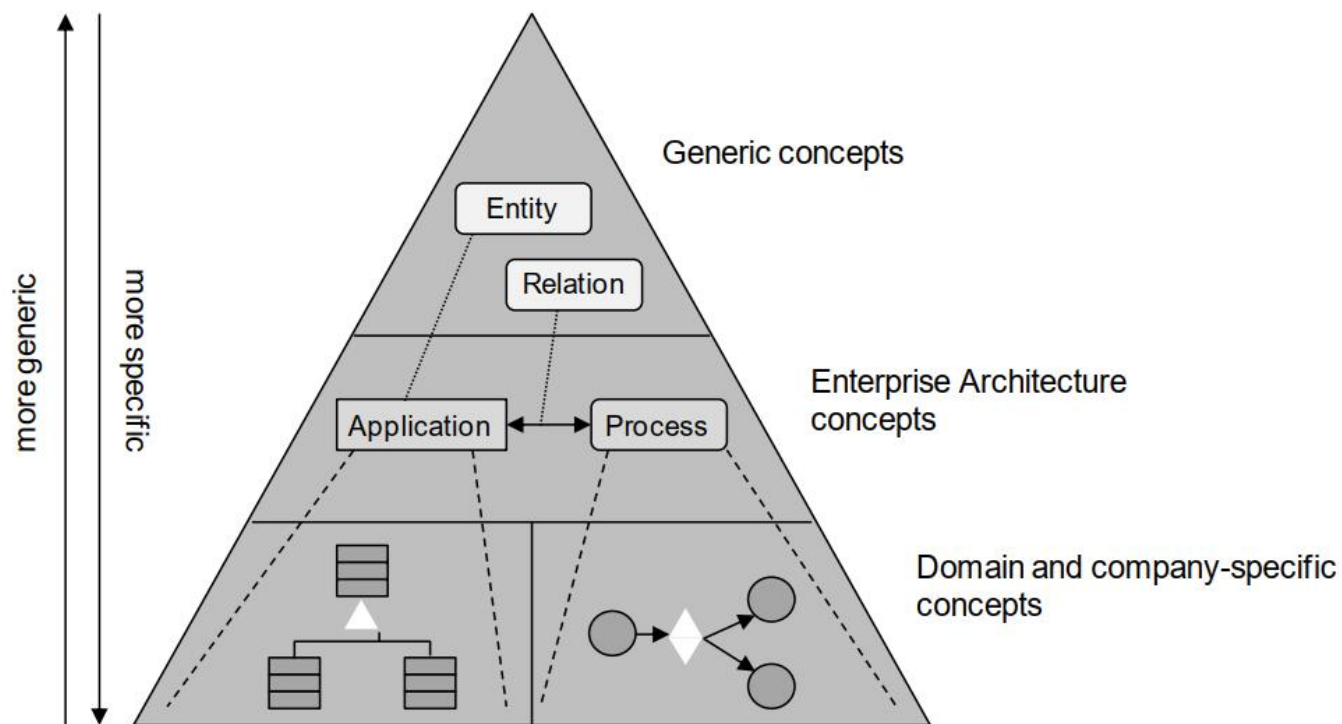 Generic concepts
Entity
Relation
more generic
more specific
Enterprise Architecture
concepts
Application
Process
Domain and company-specific
concepts